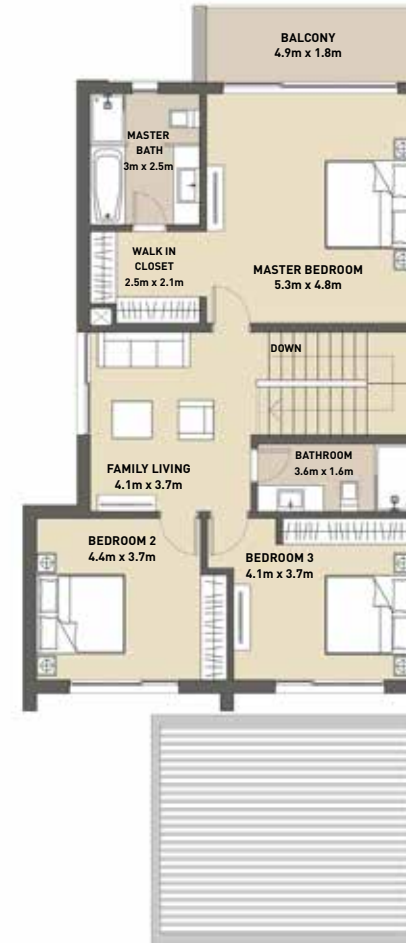 BALCONY
4.9m x 1.8m
MASTER
BATH
3m x 2.5m
WALK IN
CLOSET
2.5m x 2.1m
MASTER BEDROOM
5.3m x 4.8m
DOWN
BATHROOM
3.6m x 1.6m
FAMILY LIVING
4.1m x 3.7m
BEDROOM 2
4.4m x 3.7m
BEDROOM 3
4.1m x 3.7m